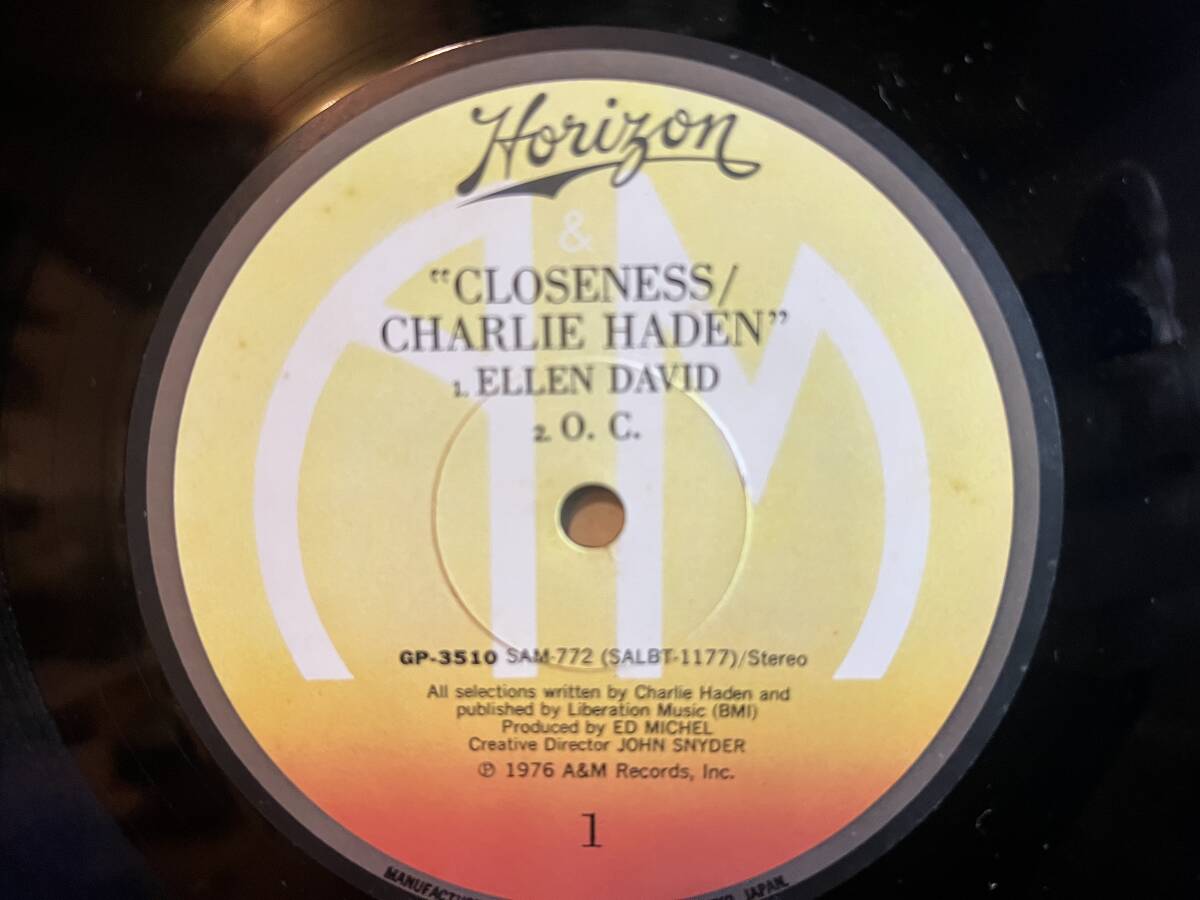 Horizon
&
AM
"CLOSENESS/
CHARLIE HADEN"
1. ELLEN DAVID
2. O. C.
GP-3510 SAM-772 (SALBT-1177)/Stereo
All selections written by Charlie Haden and
published by Liberation Music (BMI)
Produced by ED MICHEL
Creative Director JOHN SNYDER
℗ 1976 A&M Records, Inc.
1
JAPAN.